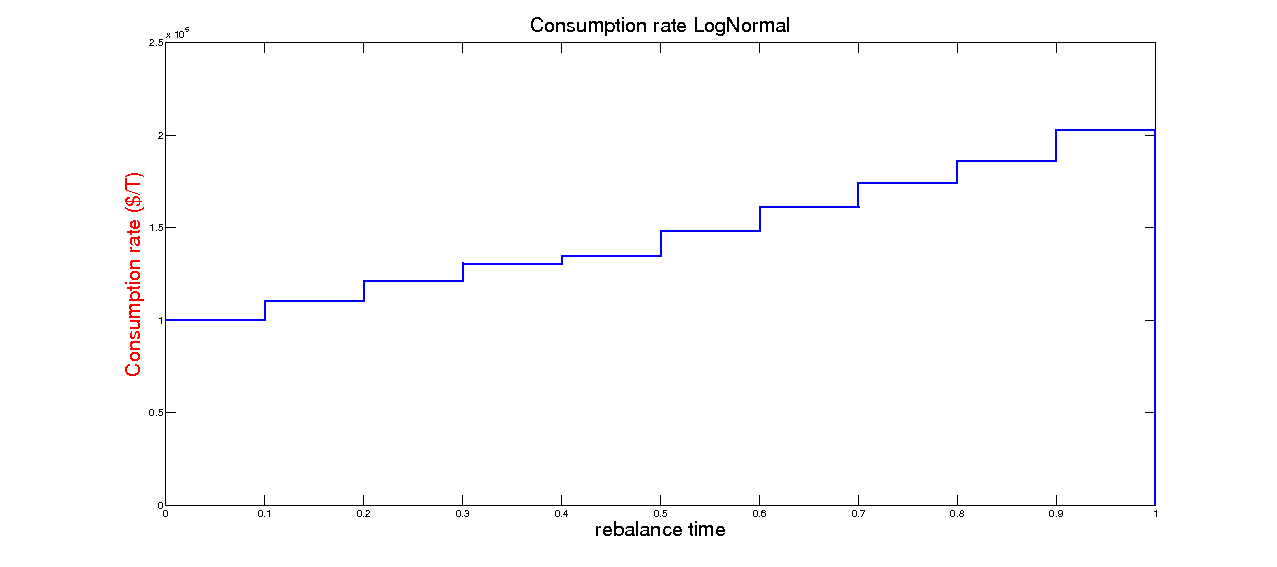 Consumption rate LogNormal
x 10^5
2.5
2
1.5
1
0.5
0
Consumption rate ($/T)
0 0.1 0.2 0.3 0.4 0.5 0.6 0.7 0.8 0.9 1
rebalance time